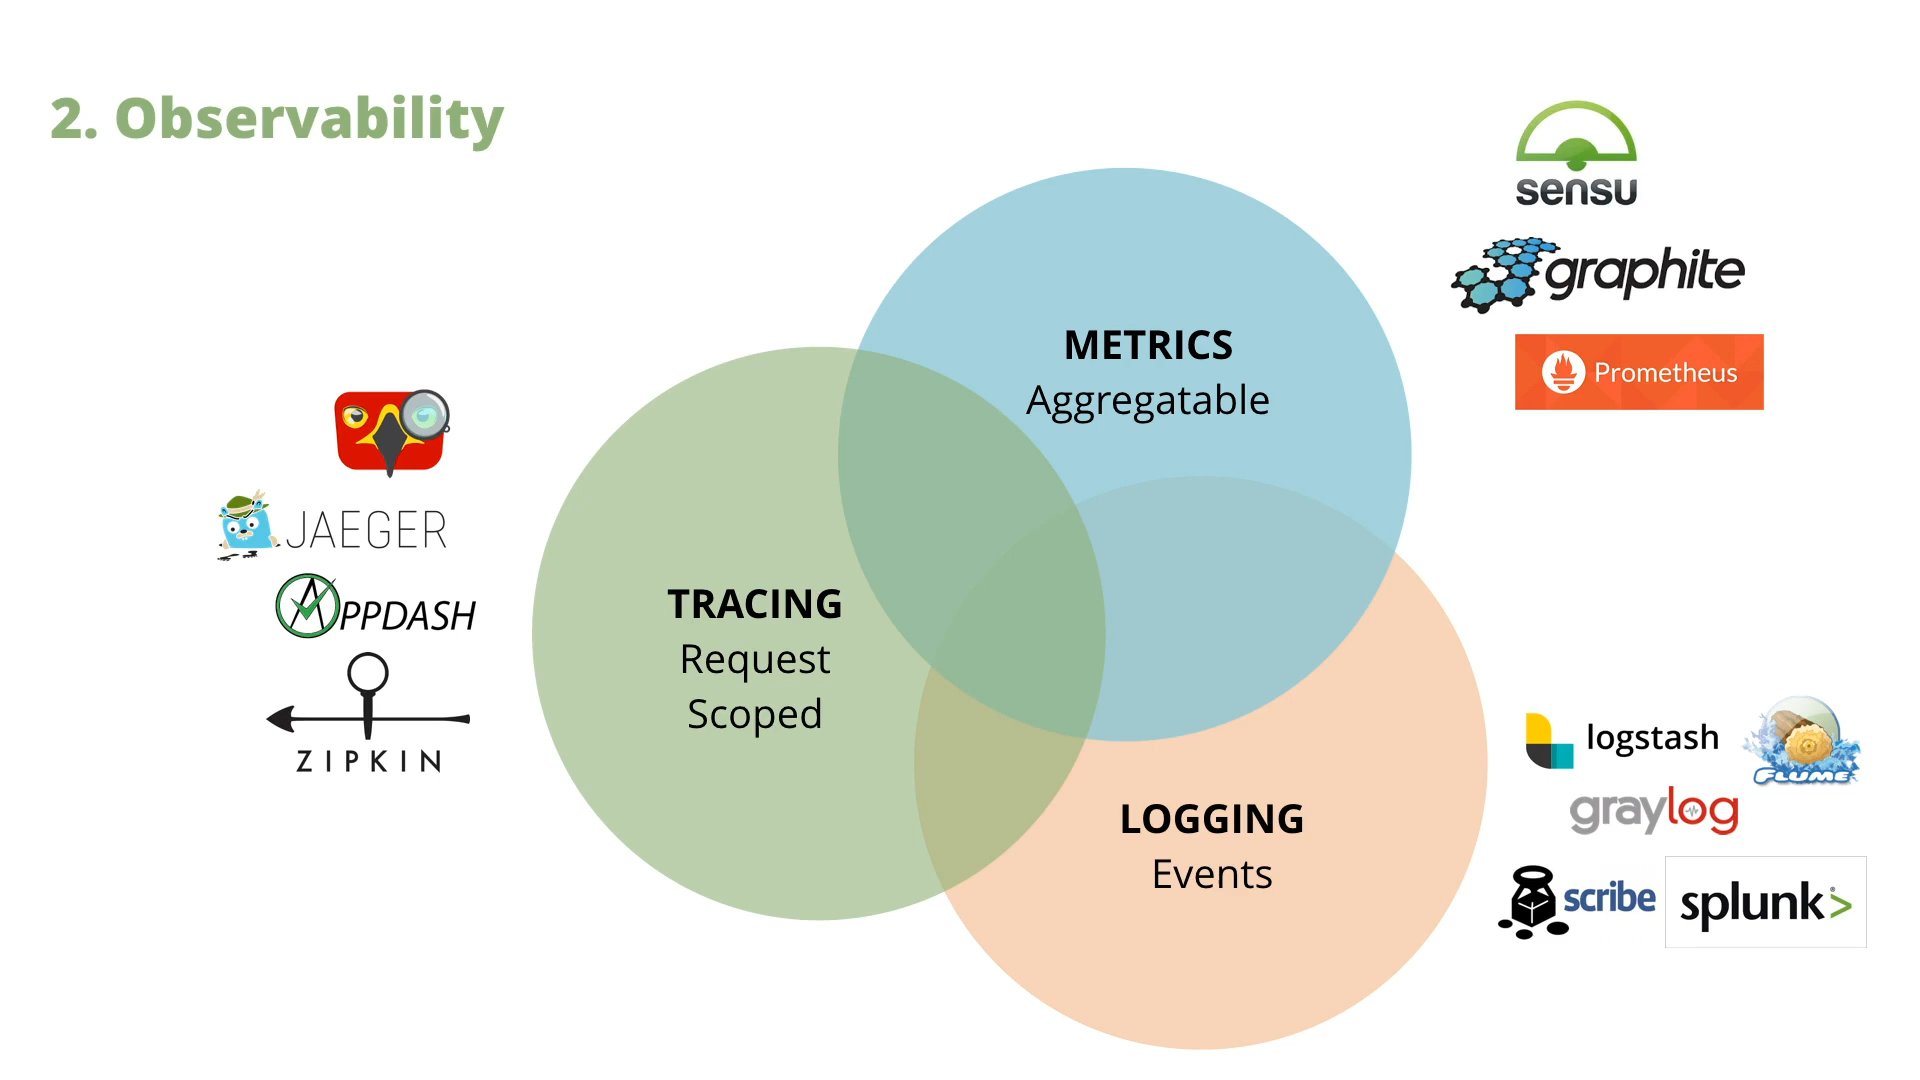 2. Observability
sensu
graphite
Prometheus
METRICS
Aggregatable
JAEGER
APPDASH
ZIPKIN
TRACING
Request
Scoped
LOGGING
Events
logstash
FLUME
graylog
scribe
splunk>